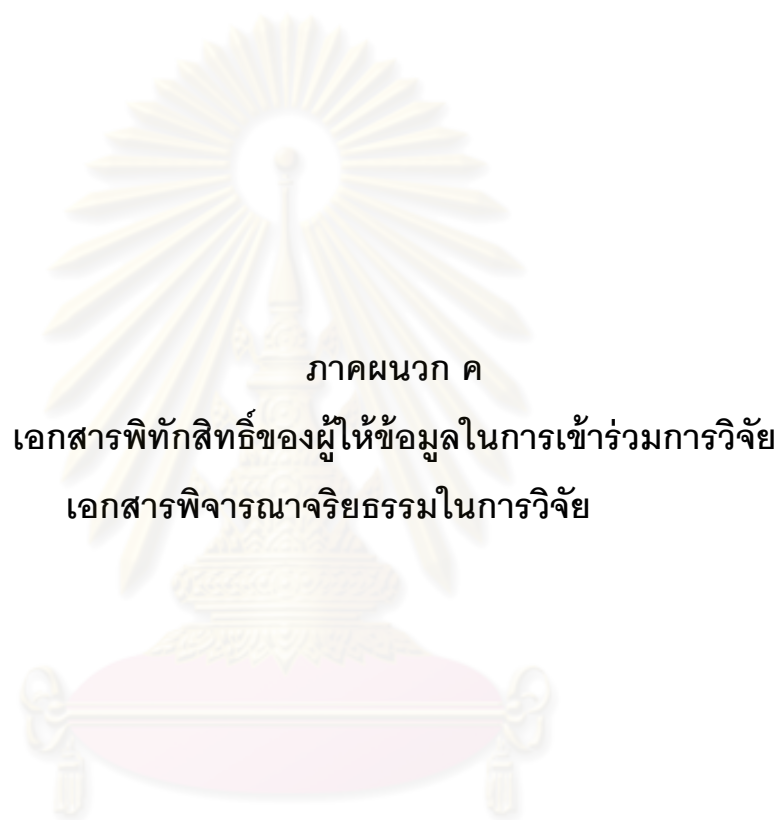 ภาคผนวก ค
เอกสารพิทักสิทธิ์ของผู้ให้ข้อมูลในการเข้าร่วมการวิจัย
เอกสารพิจารณาจริยธรรมในการวิจัย